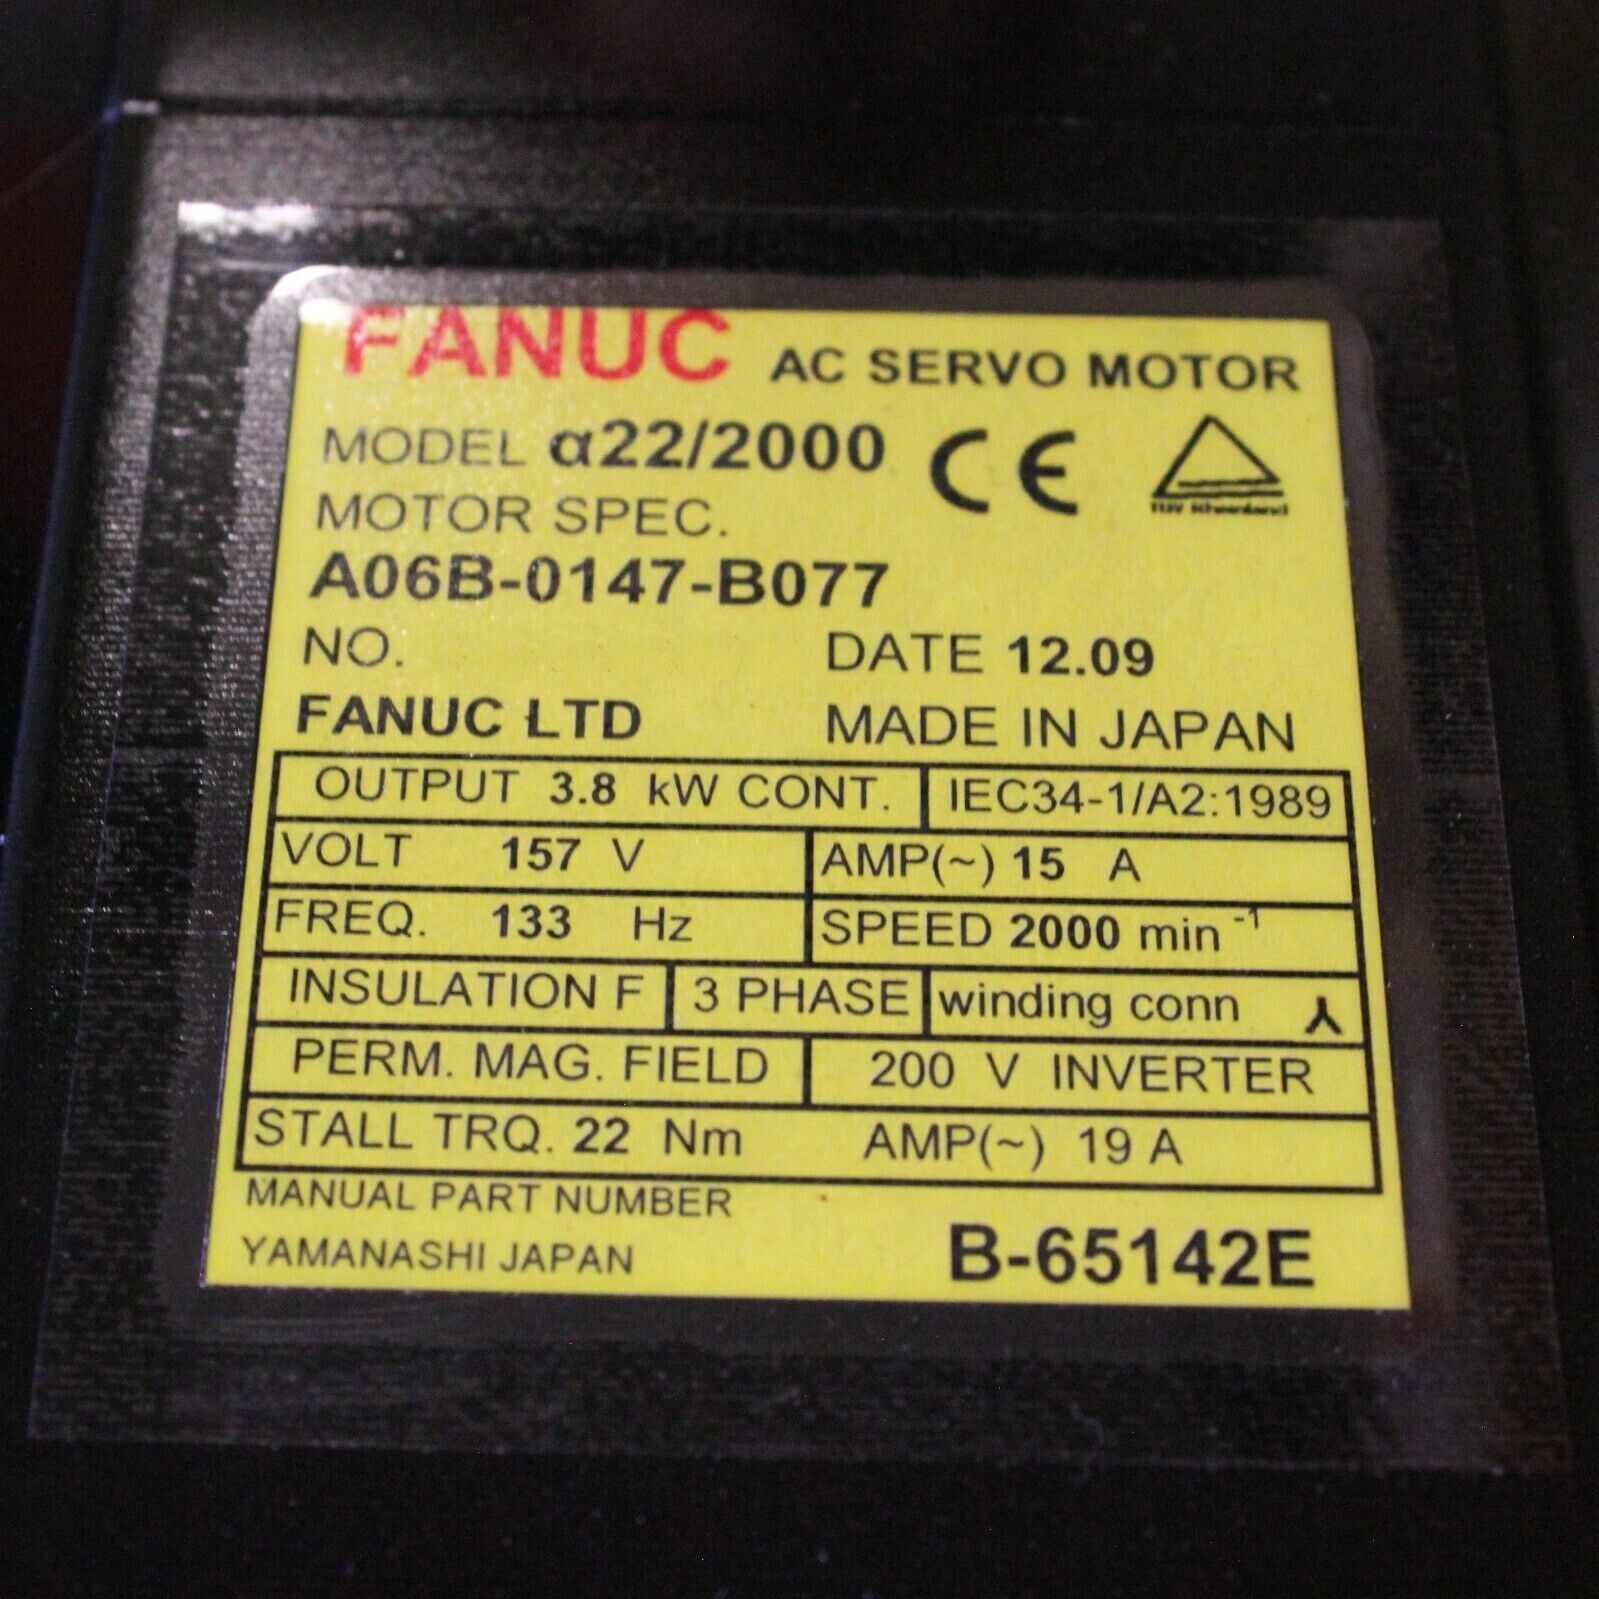 FANUC AC SERVO MOTOR
MODEL α22/2000 CE
TÜV Rheinland
MOTOR SPEC.
A06B-0147-B077
NO. DATE 12.09
FANUC LTD MADE IN JAPAN
OUTPUT 3.8 kW CONT. IEC34-1/A2:1989
VOLT 157 V AMP(~) 15 A
FREQ. 133 Hz SPEED 2000 min⁻¹
INSULATION F 3 PHASE winding conn
PERM. MAG. FIELD 200 V INVERTER
STALL TRQ. 22 Nm AMP(~) 19 A
MANUAL PART NUMBER
YAMANASHI JAPAN B-65142E